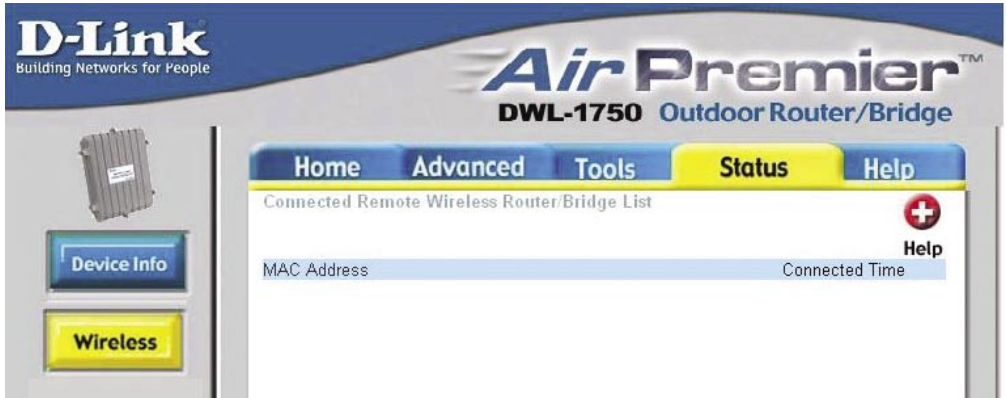 D-Link
Building Networks for People
Air Premier™
DWL-1750 Outdoor Router/Bridge
Home Advanced Tools Status Help
Connected Remote Wireless Router/Bridge List
Help
MAC Address Connected Time
Device Info
Wireless